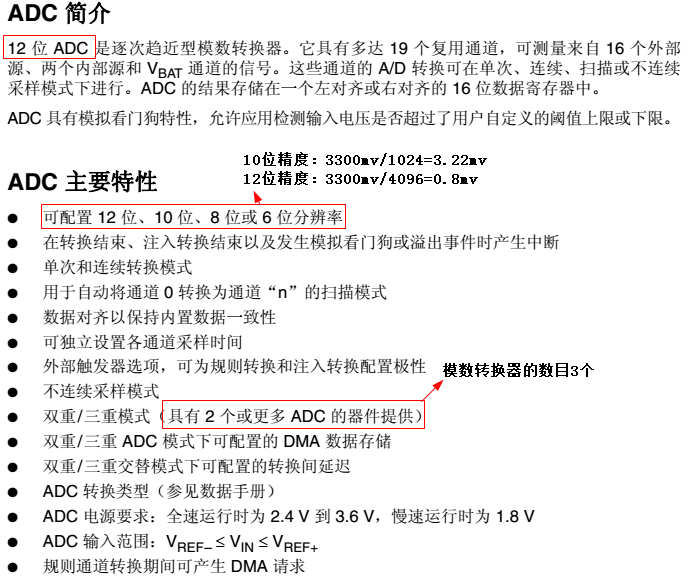 ADC 简介
12 位 ADC 是逐次趋近型模数转换器。它具有多达 19 个复用通道，可测量来自 16 个外部
源、两个内部源和 VBAT 通道的信号。这些通道的 A/D 转换可在单次、连续、扫描或不连续
采样模式下进行。ADC 的结果存储在一个左对齐或右对齐的 16 位数据寄存器中。
ADC 具有模拟看门狗特性，允许应用检测输入电压是否超过了用户自定义的阈值上限或下限。
10位精度：3300mv/1024=3.22mv
12位精度：3300mv/4096=0.8mv
ADC 主要特性
● 可配置 12 位、10 位、8 位或 6 位分辨率
● 在转换结束、注入转换结束以及发生模拟看门狗或溢出事件时产生中断
● 单次和连续转换模式
● 用于自动将通道 0 转换为通道“n”的扫描模式
● 数据对齐以保持内置数据一致性
● 可独立设置各通道采样时间
● 外部触发器选项，可为规则转换和注入转换配置极性
模数转换器的数目3个
● 不连续采样模式
● 双重/三重模式（具有 2 个或更多 ADC 的器件提供）
● 双重/三重 ADC 模式下可配置的 DMA 数据存储
● 双重/三重交替模式下可配置的转换间延迟
● ADC 转换类型（参见数据手册）
● ADC 电源要求：全速运行时为 2.4 V 到 3.6 V，慢速运行时为 1.8 V
● ADC 输入范围：VREF– ≤ VIN ≤ VREF+
● 规则通道转换期间可产生 DMA 请求